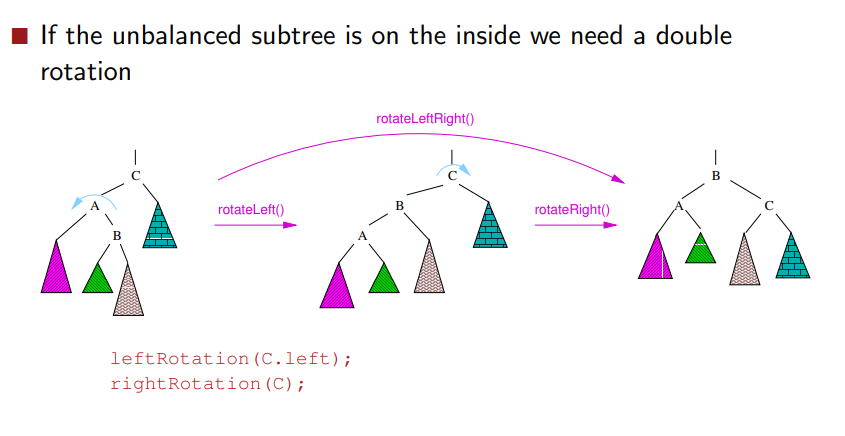 If the unbalanced subtree is on the inside we need a double
rotation
rotateLeftRight()
C
A
B
rotateLeft()
C
B
A
rotateRight()
B
A
C
leftRotation(C.left);
rightRotation(C);